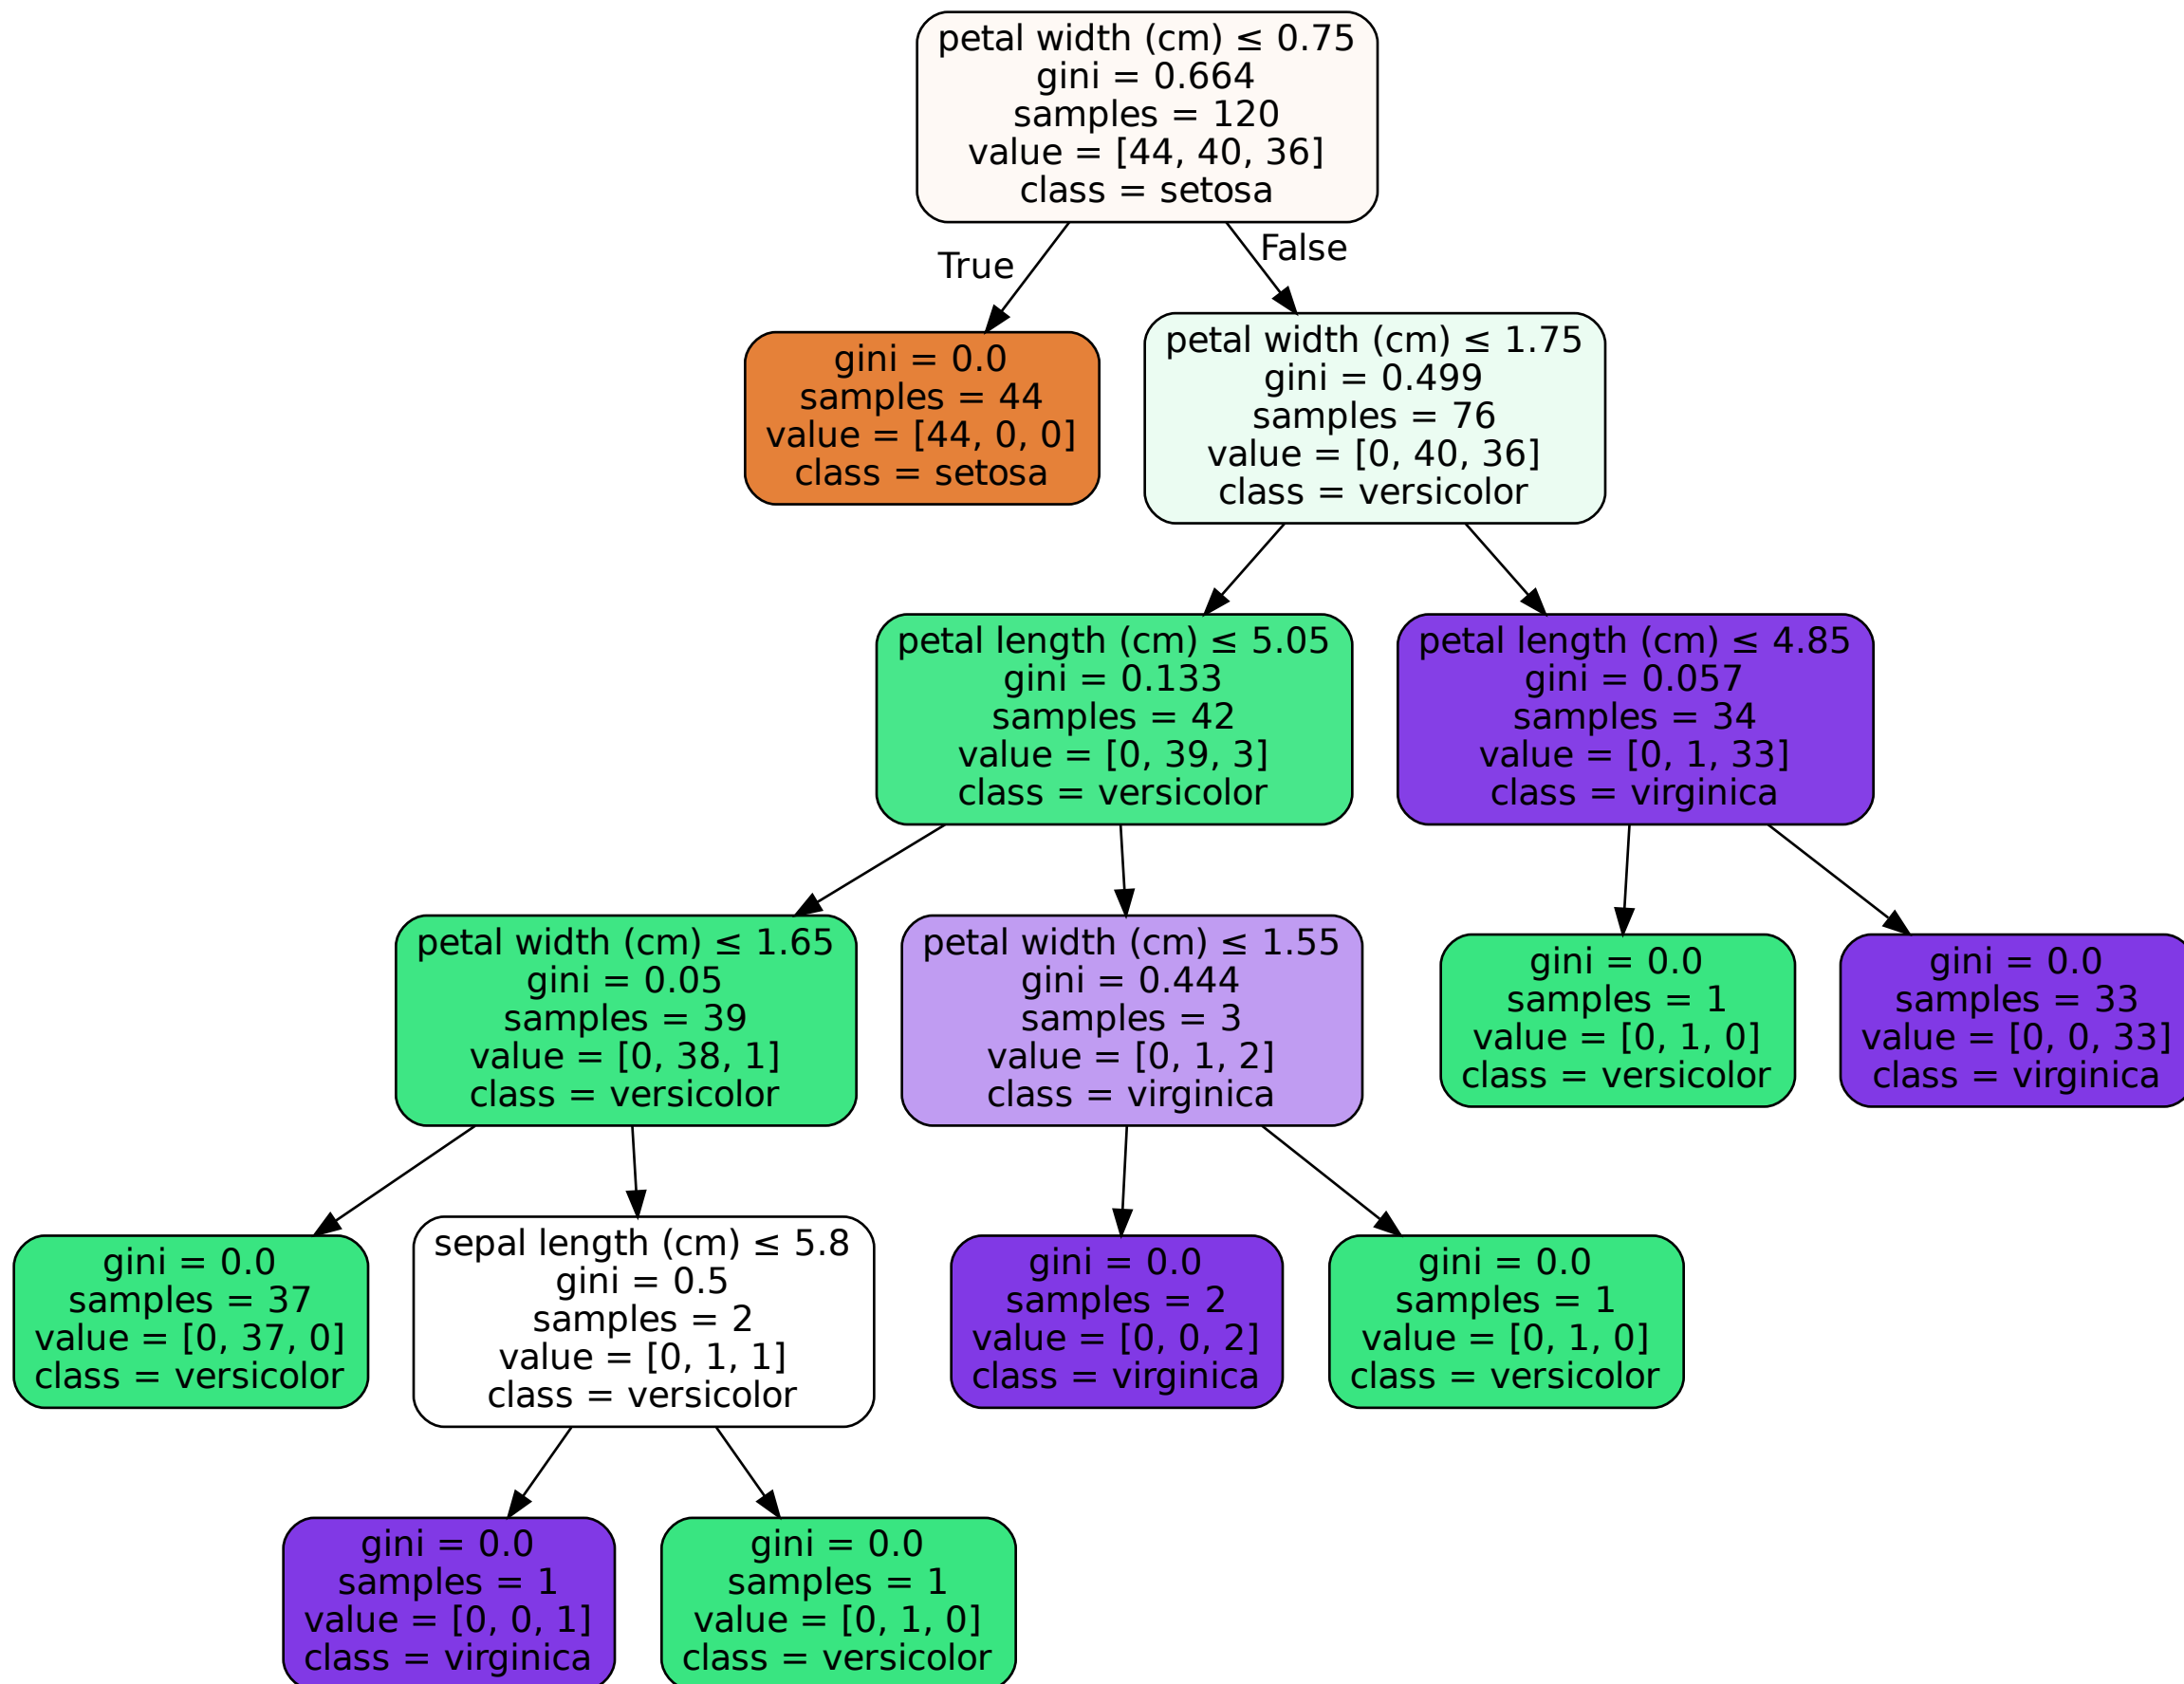 petal width (cm) ≤ 0.75
gini = 0.664
samples = 120
value = [44, 40, 36]
class = setosa
True
False
gini = 0.0
samples = 44
value = [44, 0, 0]
class = setosa
petal width (cm) ≤ 1.75
gini = 0.499
samples = 76
value = [0, 40, 36]
class = versicolor
petal length (cm) ≤ 5.05
gini = 0.133
samples = 42
value = [0, 39, 3]
class = versicolor
petal length (cm) ≤ 4.85
gini = 0.057
samples = 34
value = [0, 1, 33]
class = virginica
petal width (cm) ≤ 1.65
gini = 0.05
samples = 39
value = [0, 38, 1]
class = versicolor
petal width (cm) ≤ 1.55
gini = 0.444
samples = 3
value = [0, 1, 2]
class = virginica
gini = 0.0
samples = 1
value = [0, 1, 0]
class = versicolor
gini = 0.0
samples = 33
value = [0, 0, 33]
class = virginica
gini = 0.0
samples = 37
value = [0, 37, 0]
class = versicolor
sepal length (cm) ≤ 5.8
gini = 0.5
samples = 2
value = [0, 1, 1]
class = versicolor
gini = 0.0
samples = 2
value = [0, 0, 2]
class = virginica
gini = 0.0
samples = 1
value = [0, 1, 0]
class = versicolor
gini = 0.0
samples = 1
value = [0, 0, 1]
class = virginica
gini = 0.0
samples = 1
value = [0, 1, 0]
class = versicolor